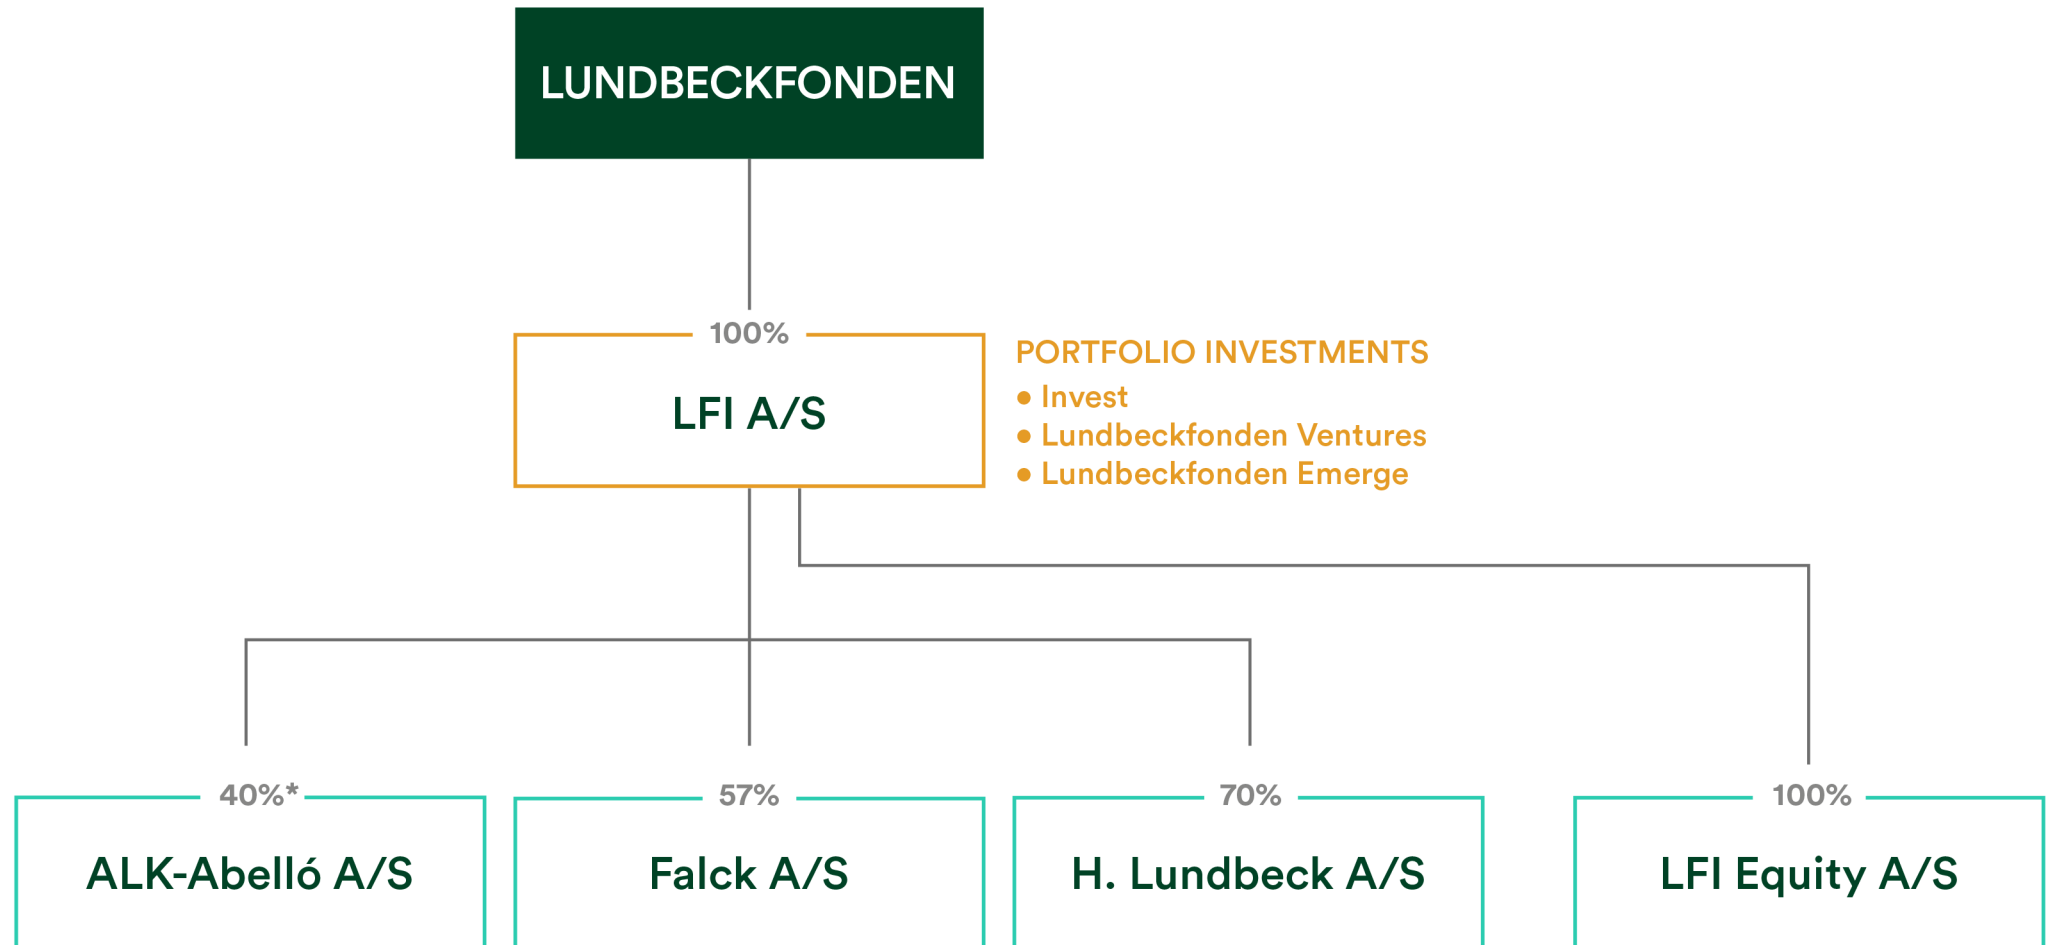 LUNDBECKFONDEN
100%
LFI A/S
PORTFOLIO INVESTMENTS
• Invest
• Lundbeckfonden Ventures
• Lundbeckfonden Emerge
40%*
ALK-Abelló A/S
57%
Falck A/S
70%
H. Lundbeck A/S
100%
LFI Equity A/S